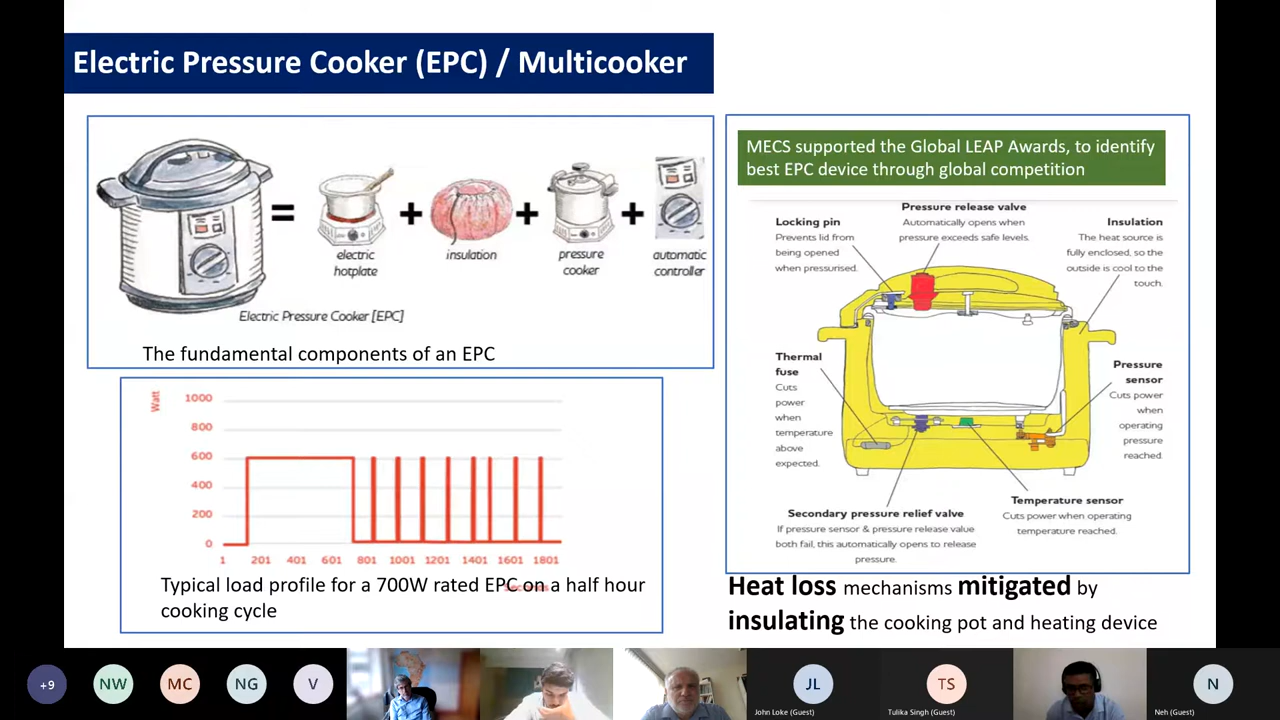 Electric Pressure Cooker (EPC) / Multicooker
=
+
+
+
electric
hotplate
insulation
pressure
cooker
automatic
controller
Electric Pressure Cooker [EPC]
The fundamental components of an EPC
Watt
1000
800
600
400
200
0
1 201 401 601 801 1001 1201 1401 1601 1801
Typical load profile for a 700W rated EPC on a half hour
cooking cycle
MECS supported the Global LEAP Awards, to identify
best EPC device through global competition
Pressure release valve
Automatically opens when
pressure exceeds safe levels.
Locking pin
Prevents lid from
being opened
when pressurised.
Insulation
The heat source is
fully enclosed, so the
outside is cool to the
touch.
Thermal
fuse
Cuts
power
when
temperature
above
expected.
Pressure
sensor
Cuts power
when
operating
pressure
reached.
Secondary pressure relief valve
If pressure sensor & pressure release value
both fail, this automatically opens to release
pressure.
Temperature sensor
Cuts power when operating
temperature reached.
Heat loss mechanisms mitigated by
insulating the cooking pot and heating device
+9
NW
MC
NG
V
JL
John Loke (Guest)
TS
Tulika Singh (Guest)
N
Neh (Guest)